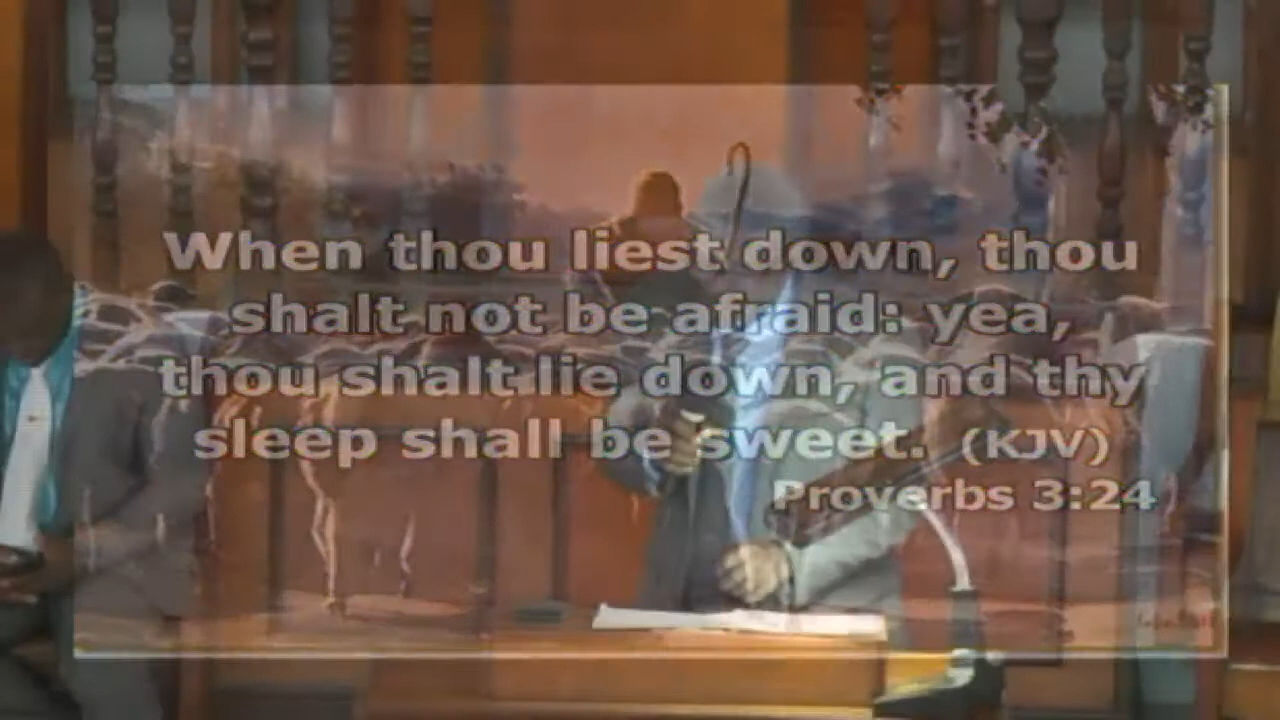 When thou liest down, thou
shalt not be afraid: yea,
thou shalt lie down, and thy
sleep shall be sweet. (KJV)
Proverbs 3:24